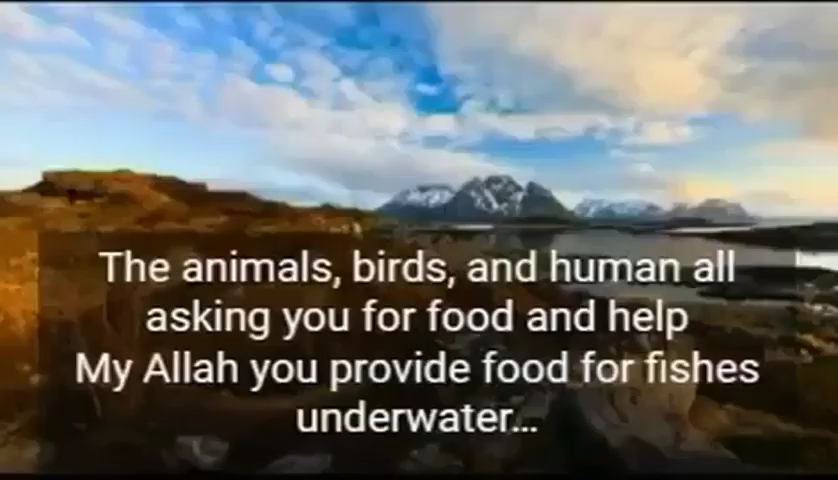 The animals, birds, and human all
asking you for food and help
My Allah you provide food for fishes
underwater...